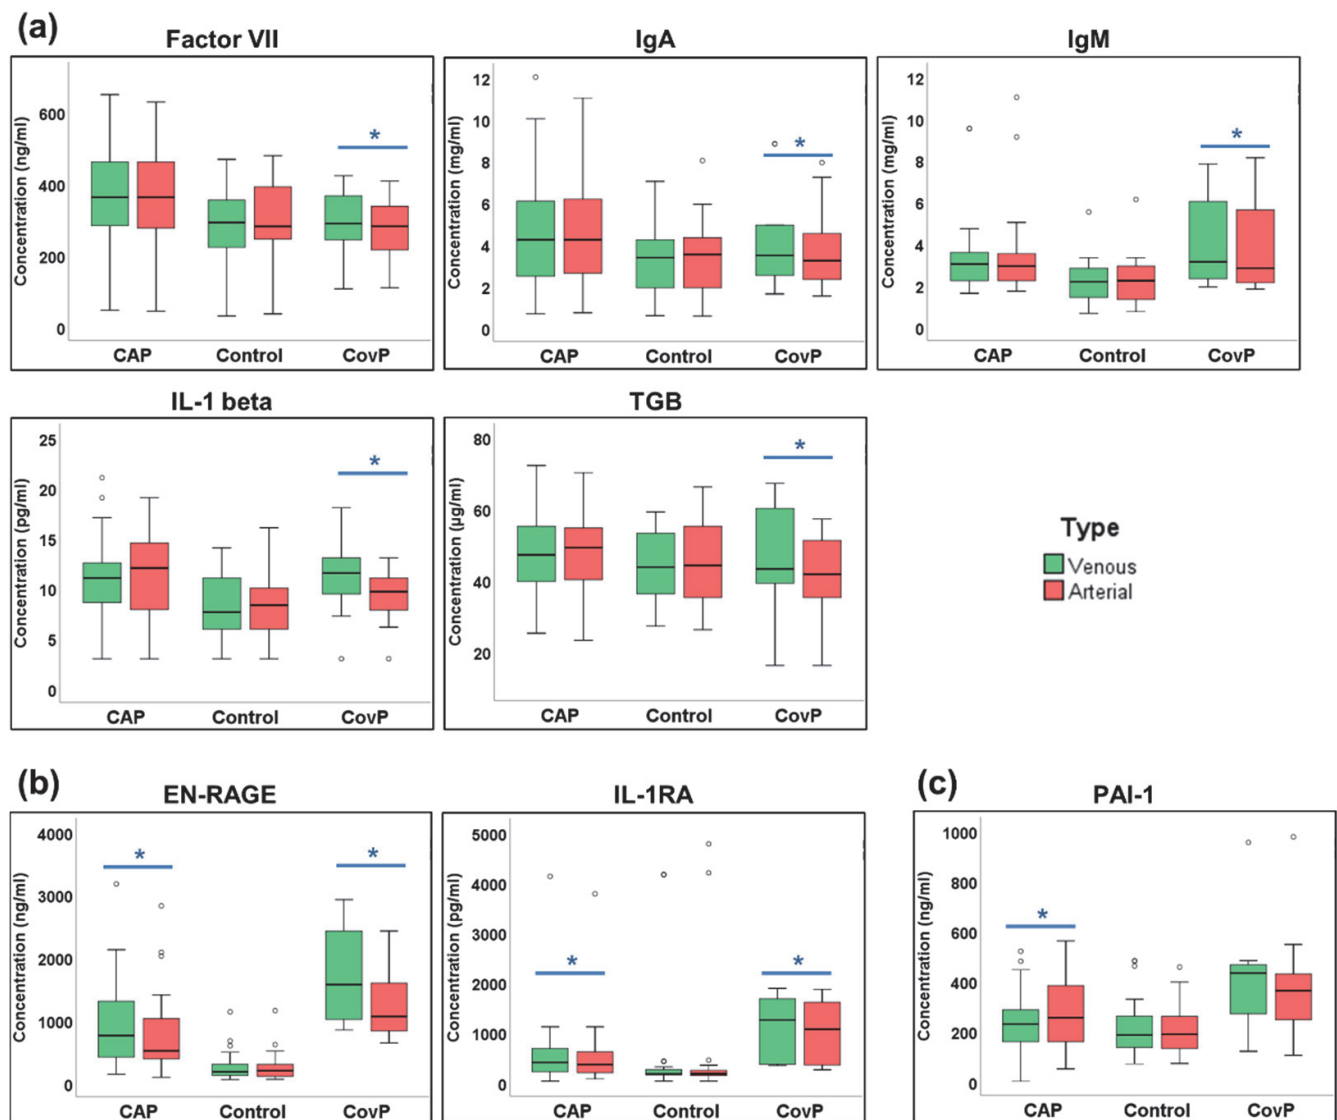 (a)
Factor VII
Concentration (ng/ml)
600
400
200
0
*
CAP Control CovP
IgA
Concentration (mg/ml)
12
10
8
6
4
2
0
*
CAP Control CovP
IgM
Concentration (mg/ml)
12
10
8
6
4
2
0
*
CAP Control CovP
IL-1 beta
Concentration (pg/ml)
25
20
15
10
5
0
*
CAP Control CovP
TGB
Concentration (µg/ml)
80
60
40
20
*
CAP Control CovP
Type
Venous
Arterial
(b)
EN-RAGE
Concentration (ng/ml)
4000
3000
2000
1000
0
* *
CAP Control CovP
IL-1RA
Concentration (pg/ml)
5000
4000
3000
2000
1000
0
* *
CAP Control CovP
(c)
PAI-1
Concentration (ng/ml)
1000
800
600
400
200
0
*
CAP Control CovP